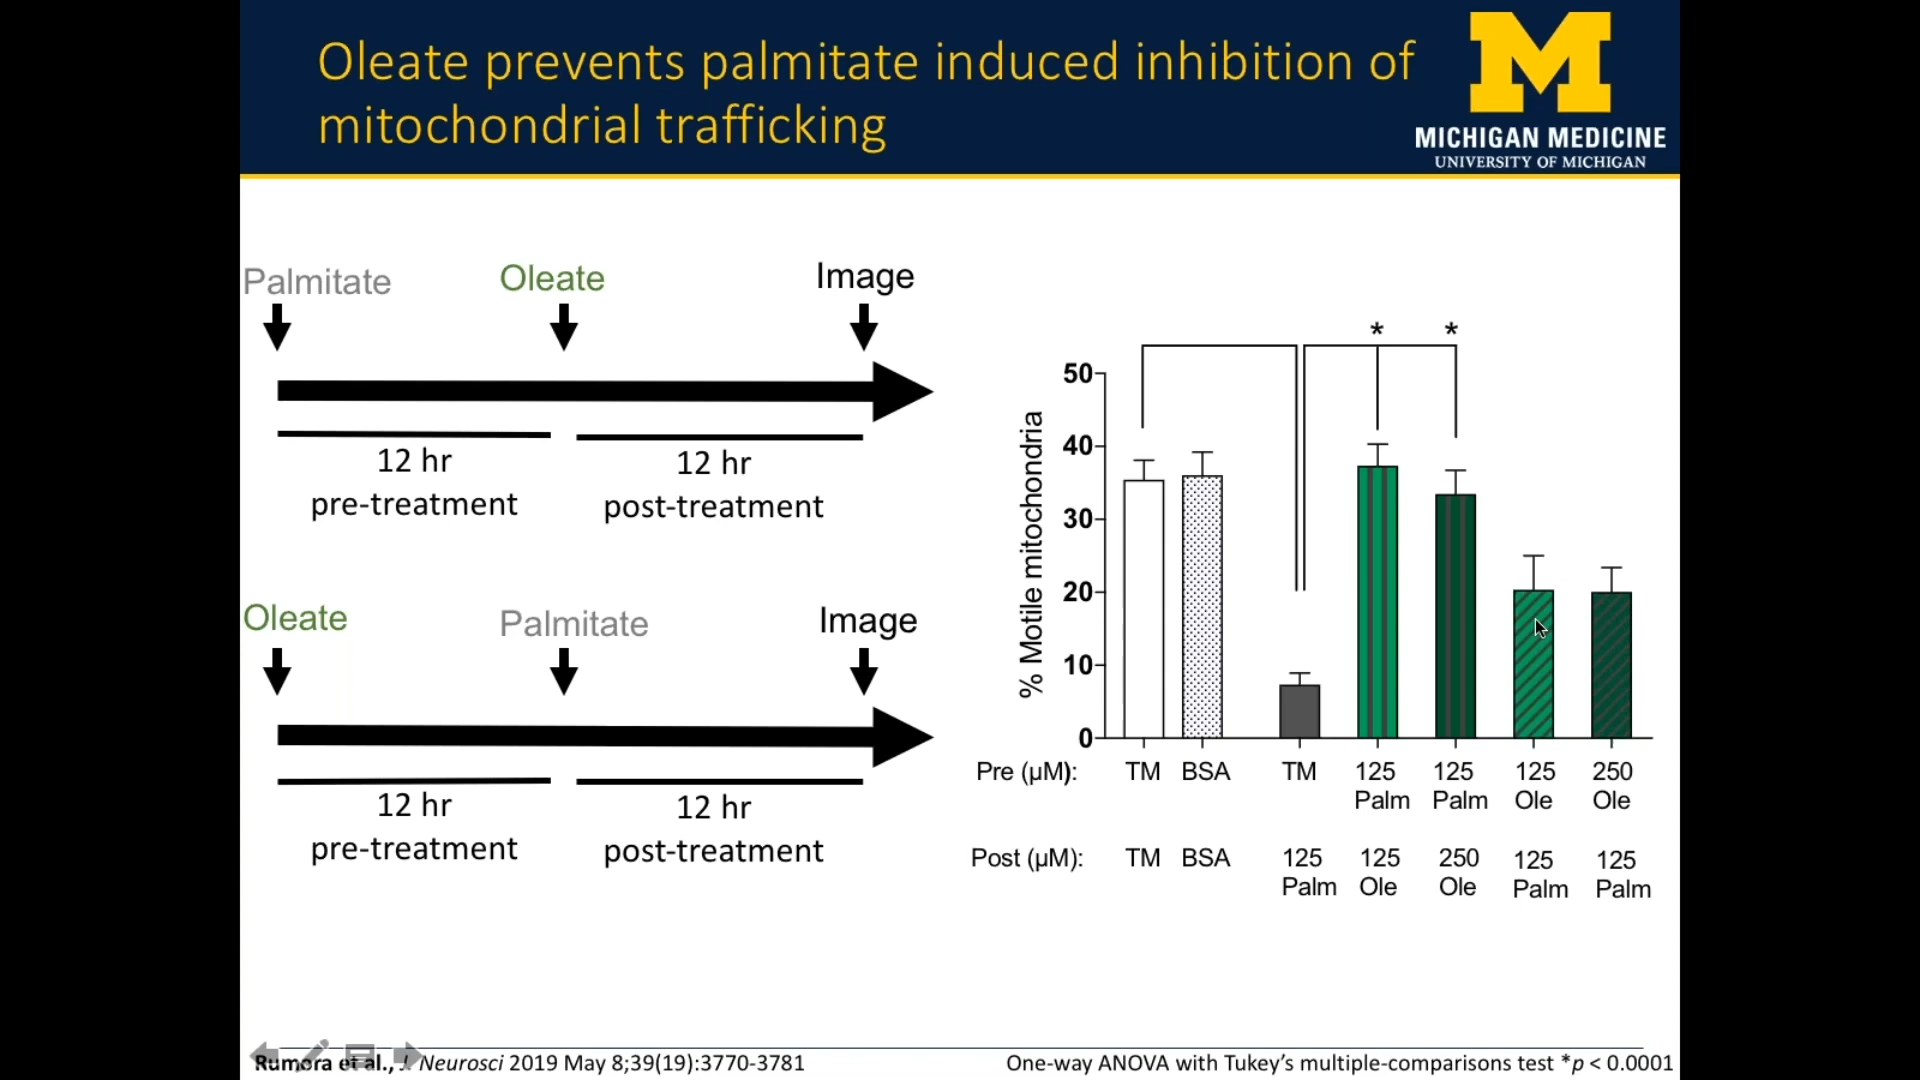 Oleate prevents palmitate induced inhibition of
mitochondrial trafficking
M
MICHIGAN MEDICINE
UNIVERSITY OF MICHIGAN
Palmitate Oleate Image
12 hr 12 hr
pre-treatment post-treatment
Oleate Palmitate Image
12 hr 12 hr
pre-treatment post-treatment
* *
% Motile mitochondria
50
40
30
20
10
0
Pre (µM): TM BSA TM 125 125 125 250
Palm Palm Ole Ole
Post (µM): TM BSA 125 125 250 125 125
Palm Ole Ole Palm Palm
Rumora et al., J. Neurosci 2019 May 8;39(19):3770-3781
One-way ANOVA with Tukey’s multiple-comparisons test *p < 0.0001